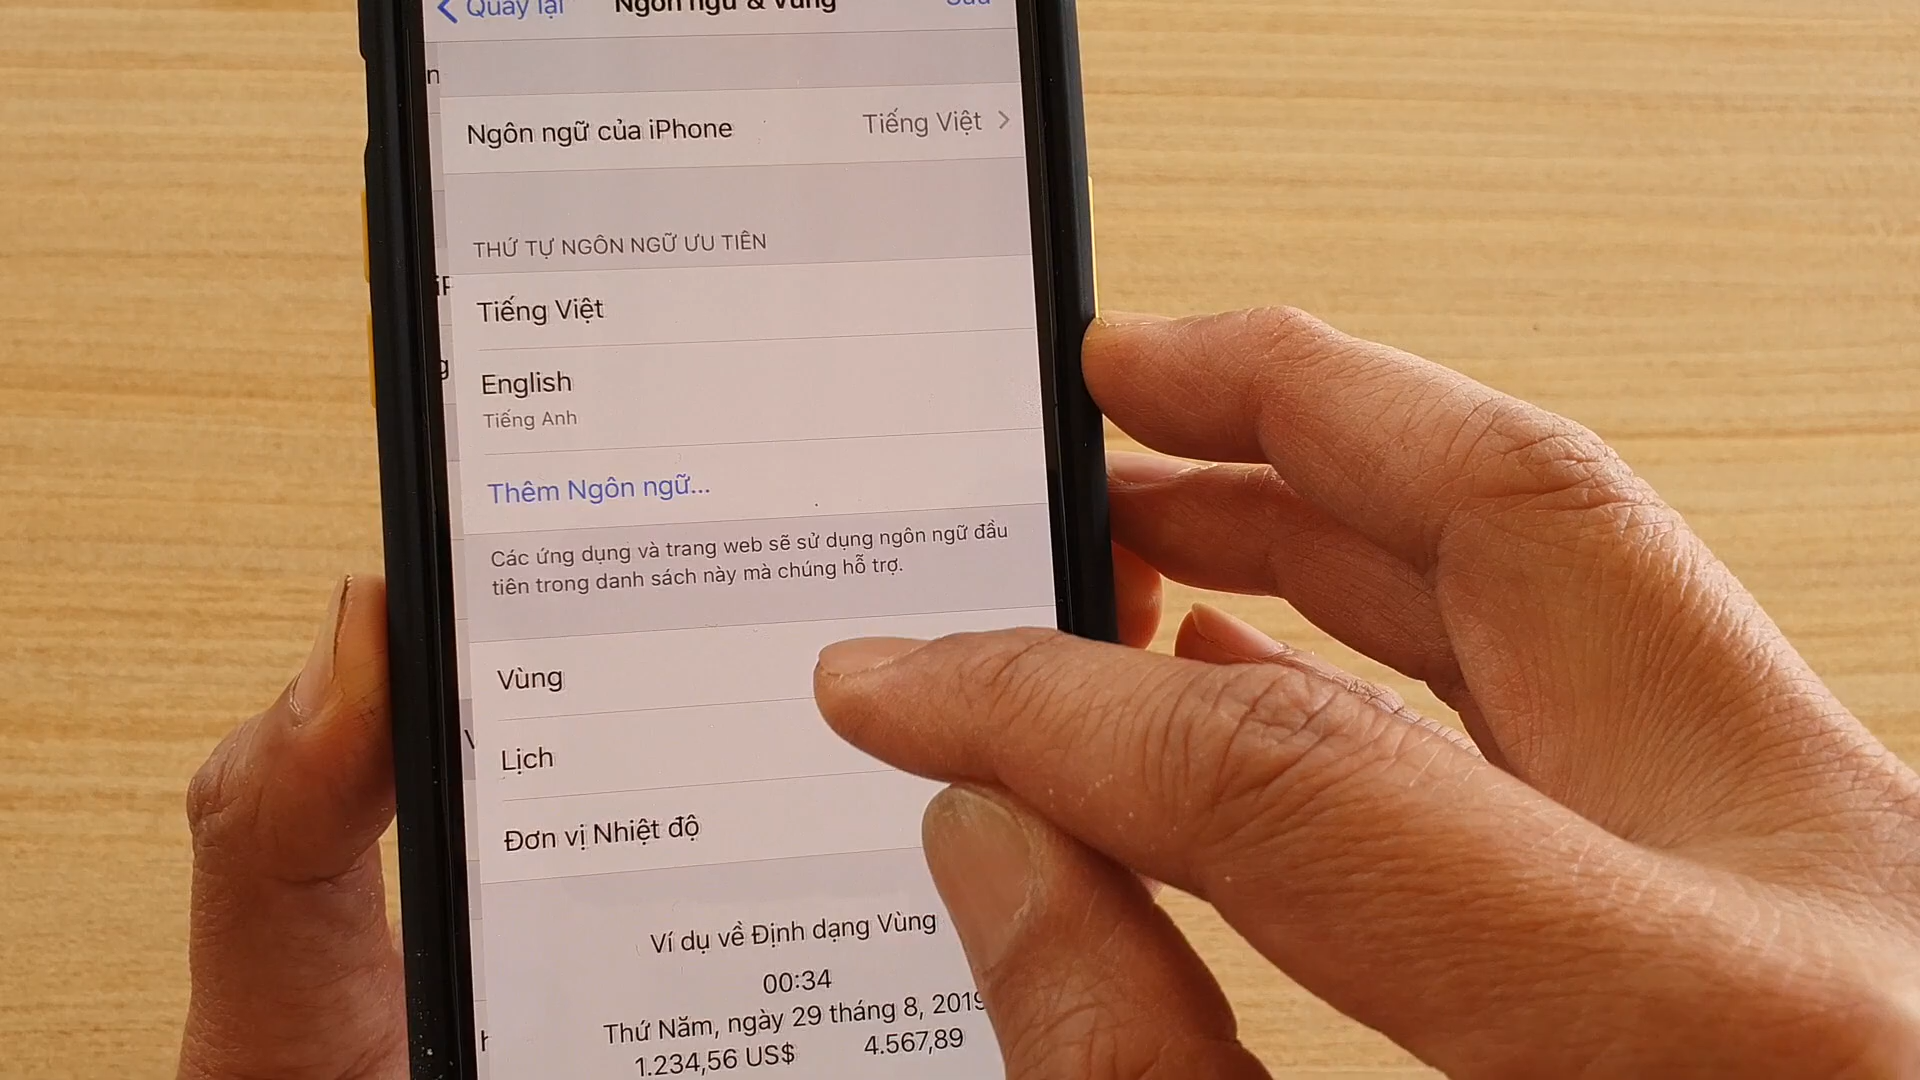 Quay lại Ngôn ngữ & Vùng Sửa
Ngôn ngữ của iPhone Tiếng Việt
THỨ TỰ NGÔN NGỮ ƯU TIÊN
Tiếng Việt
English
Tiếng Anh
Thêm Ngôn ngữ...
Các ứng dụng và trang web sẽ sử dụng ngôn ngữ đầu
tiên trong danh sách này mà chúng hỗ trợ.
Vùng
Lịch
Đơn vị Nhiệt độ
Ví dụ về Định dạng Vùng
00:34
Thứ Năm, ngày 29 tháng 8, 2019
1.234,56 US$ 4.567,89